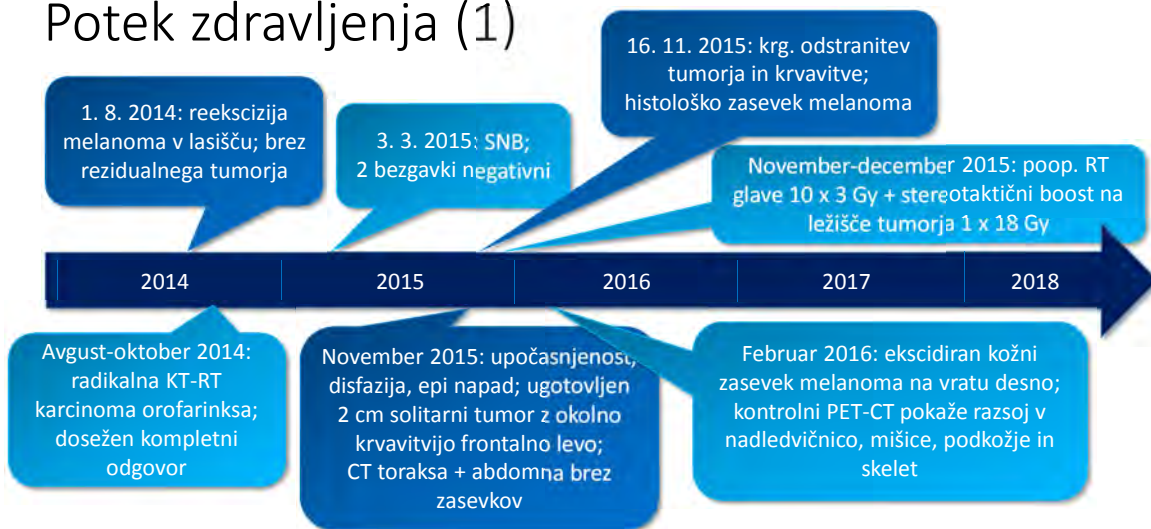 Potek zdravljenja (1)
16. 11. 2015: krg. odstranitev
tumorja in krvavitve;
histološko zasevek melanoma
1. 8. 2014: reekscizija
melanoma v lasišču; brez
rezidualnega tumorja
3. 3. 2015: SNB;
2 bezgavki negativni
November-december 2015: poop. RT
glave 10 x 3 Gy + stereotaktični boost na
ležišče tumorja 1 x 18 Gy
2014 2015 2016 2017 2018
Avgust-oktober 2014:
radikalna KT-RT
karcinoma orofarinksa;
dosežen kompletni
odgovor
November 2015: upočasnjenost,
disfazija, epi napad; ugotovljen
2 cm solitarni tumor z okolno
krvavitvijo frontalno levo;
CT toraksa + abdomna brez
zasevkov
Februar 2016: ekscidiran kožni
zasevek melanoma na vratu desno;
kontrolni PET-CT pokaže razsoj v
nadledvičnico, mišice, podkožje in
skelet